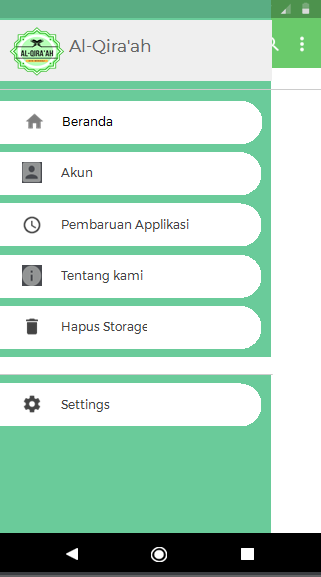 AL-QIRA'AH
Al-Qira'ah
Beranda
Akun
Pembaruan Applikasi
Tentang kami
Hapus Storage
Settings